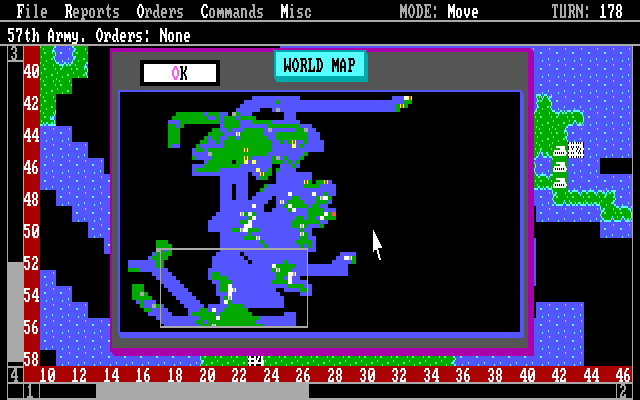 File Reports Orders Commands Misc MODE: Move TURN: 178
57th Army. Orders: None
3
WORLD MAP
OK
40
42
44
46
48
50
52
54
56
58
#4
4 10 12 14 16 18 20 22 24 26 28 30 32 34 36 38 40 42 44 46
1 2